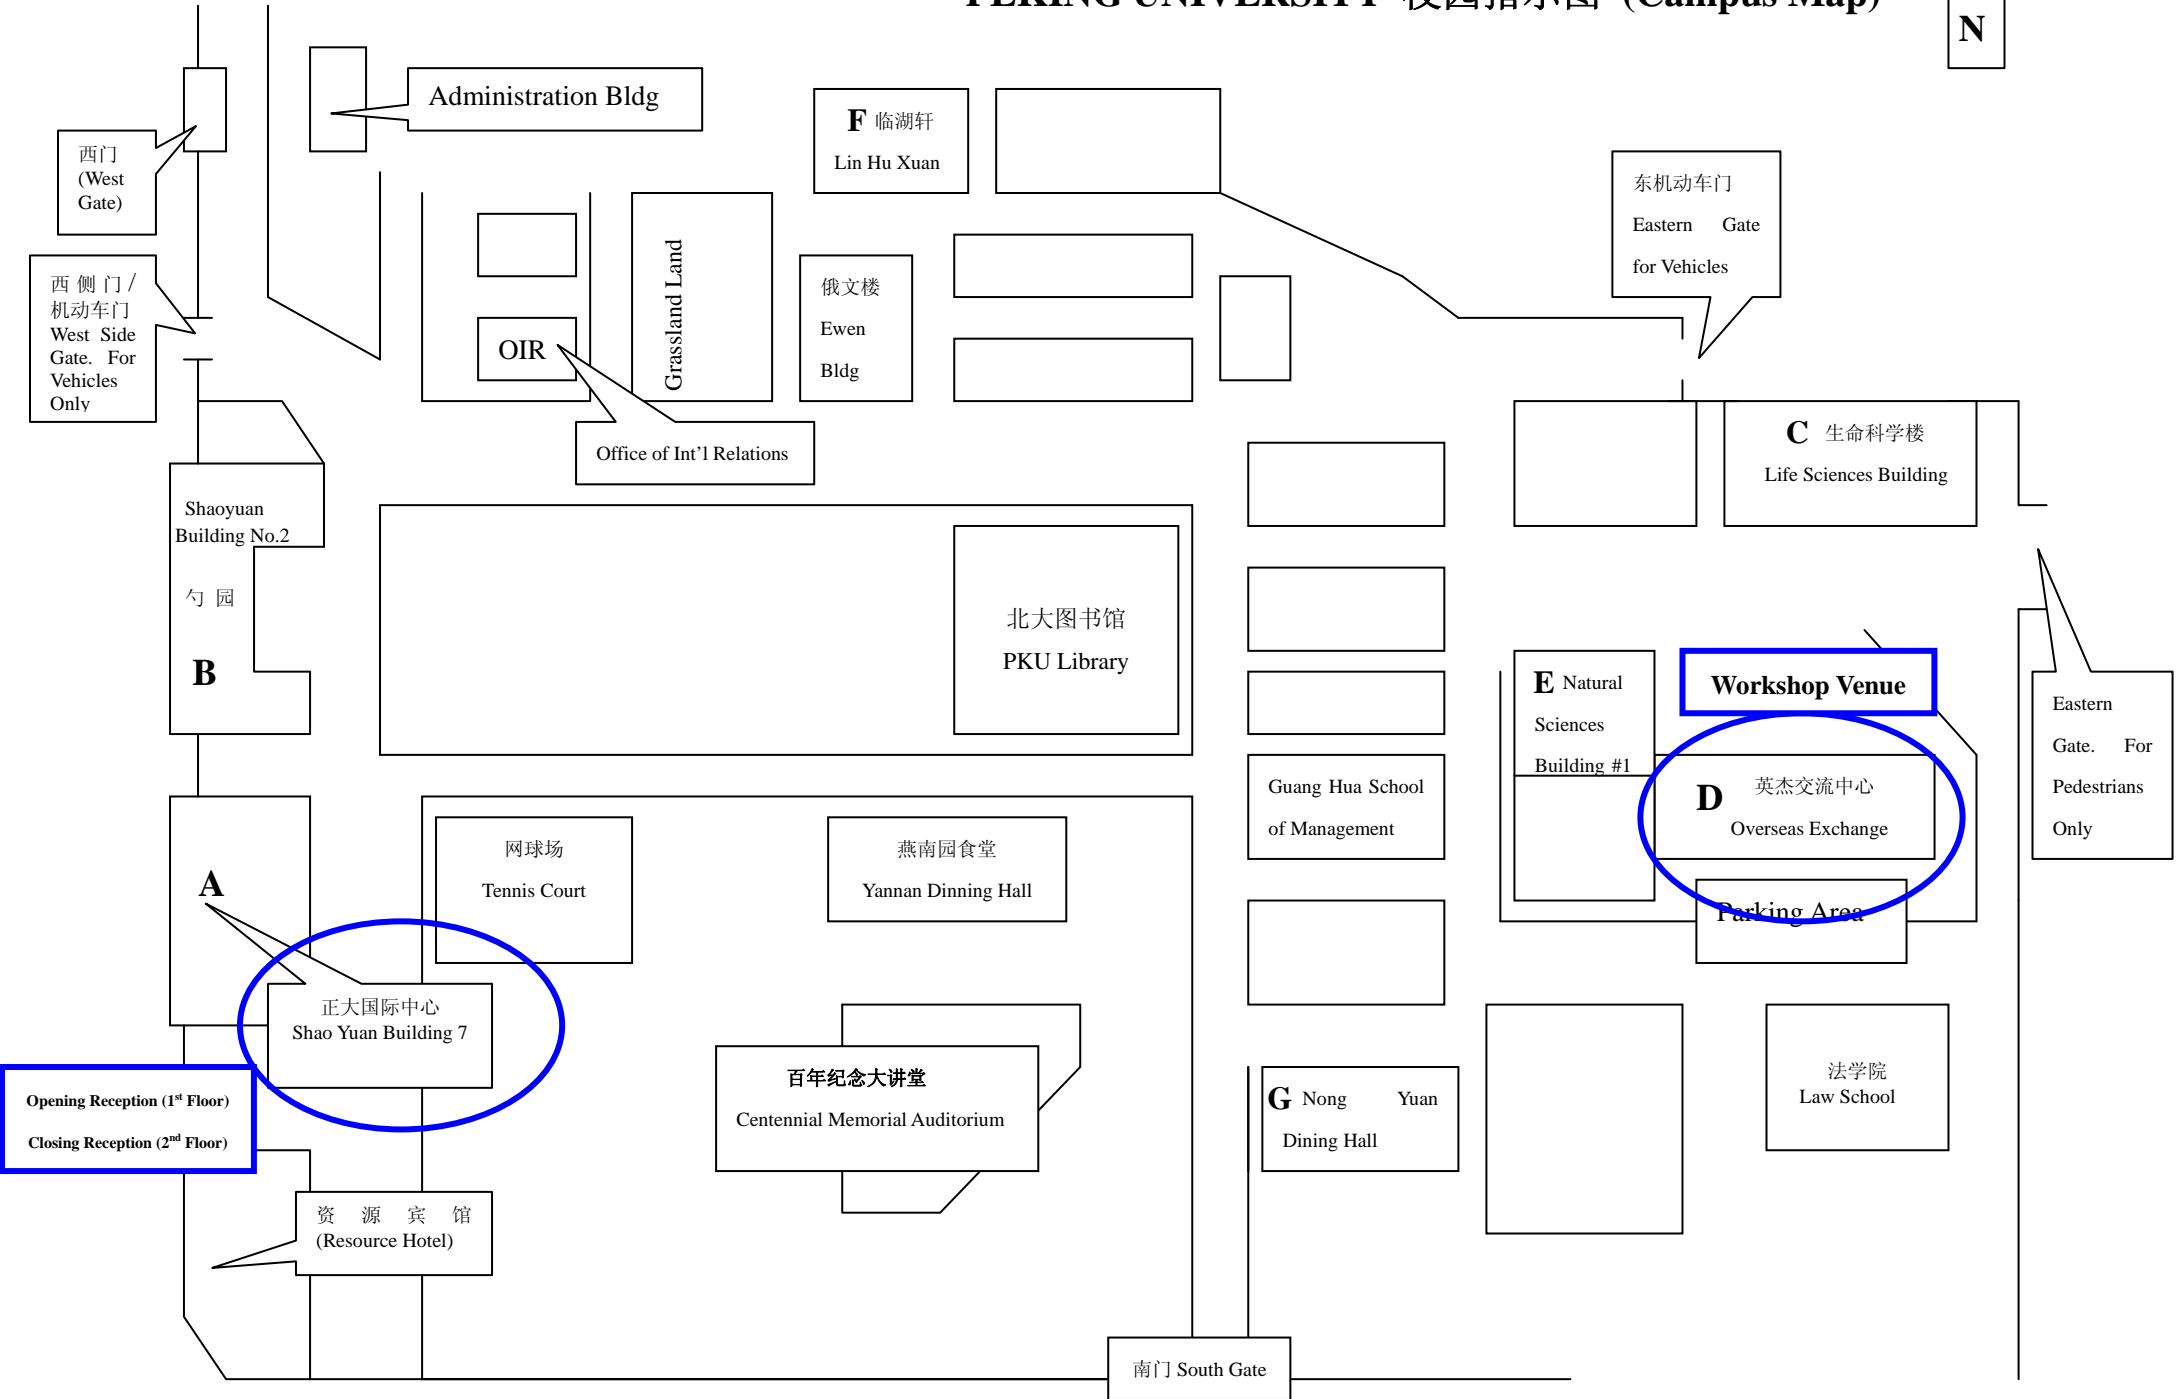 PEKING UNIVERSITY 校园指示图 (Campus Map)
N
Administration Bldg
F 临湖轩
Lin Hu Xuan
西门
(West
Gate)
东机动车门
Eastern Gate
for Vehicles
西侧门/
机动车门
West Side
Gate. For
Vehicles
Only
OIR
Grassland Land
俄文楼
Ewen
Bldg
Office of Int'l Relations
C 生命科学楼
Life Sciences Building
Shaoyuan
Building No.2
勺 园
B
北大图书馆
PKU Library
E Natural
Sciences
Building #1
Workshop Venue
Eastern
Gate. For
Pedestrians
Only
D 英杰交流中心
Overseas Exchange
Parking Area
Guang Hua School
of Management
A
网球场
Tennis Court
燕南园食堂
Yannan Dinning Hall
正大国际中心
Shao Yuan Building 7
Opening Reception (1st Floor)
Closing Reception (2nd Floor)
百年纪念大讲堂
Centennial Memorial Auditorium
G Nong Yuan
Dining Hall
法学院
Law School
资 源 宾 馆
(Resource Hotel)
南门 South Gate